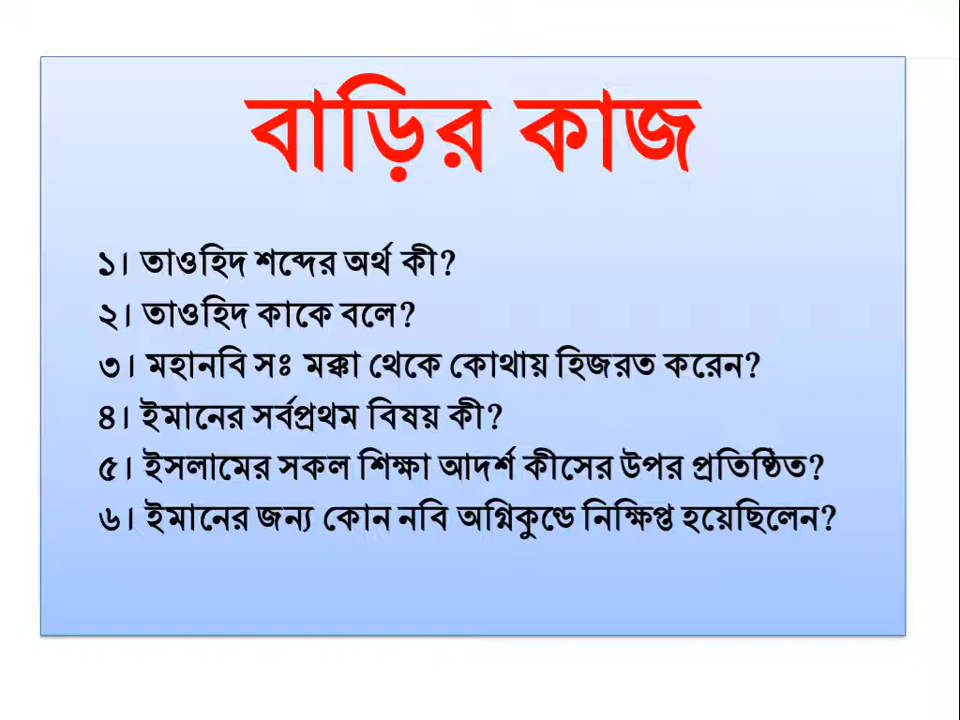 বাড়ির কাজ
১। তাওহিদ শব্দের অর্থ কী?
২। তাওহিদ কাকে বলে?
৩। মহানবি সঃ মক্কা থেকে কোথায় হিজরত করেন?
৪। ইমানের সর্বপ্রথম বিষয় কী?
৫। ইসলামের সকল শিক্ষা আদর্শ কীসের উপর প্রতিষ্ঠিত?
৬। ইমানের জন্য কোন নবি অগ্নিকুন্ডে নিক্ষিপ্ত হয়েছিলেন?